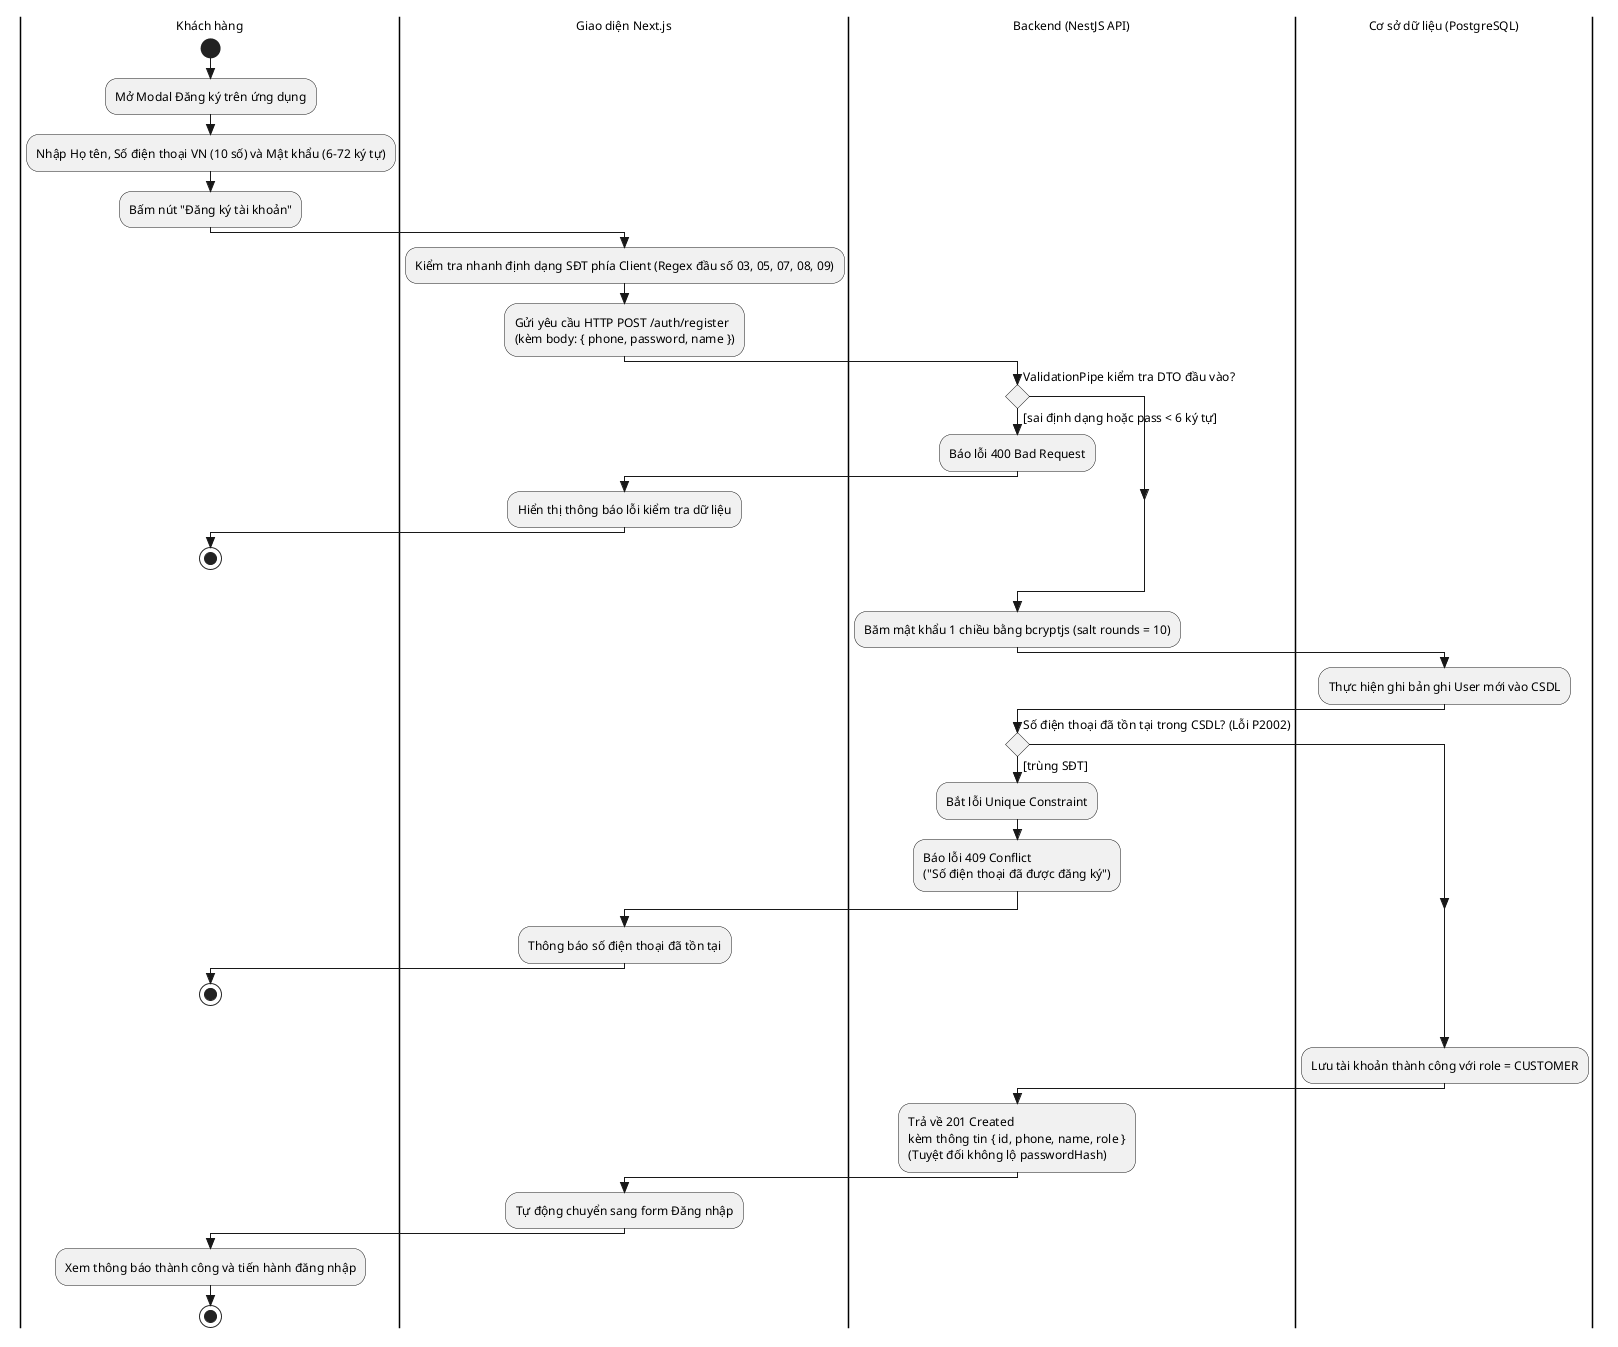 Khách hàng
Giao diện Next.js
Backend (NestJS API)
Cơ sở dữ liệu (PostgreSQL)
Mở Modal Đăng ký trên ứng dụng
Nhập Họ tên, Số điện thoại VN (10 số) và Mật khẩu (6-72 ký tự)
Bấm nút "Đăng ký tài khoản"
Kiểm tra nhanh định dạng SĐT phía Client (Regex đầu số 03, 05, 07, 08, 09)
Gửi yêu cầu HTTP POST /auth/register
(kèm body: { phone, password, name })
ValidationPipe kiểm tra DTO đầu vào?
[sai định dạng hoặc pass < 6 ký tự]
Báo lỗi 400 Bad Request
Hiển thị thông báo lỗi kiểm tra dữ liệu
Băm mật khẩu 1 chiều bằng bcryptjs (salt rounds = 10)
Thực hiện ghi bản ghi User mới vào CSDL
Số điện thoại đã tồn tại trong CSDL? (Lỗi P2002)
[trùng SĐT]
Bắt lỗi Unique Constraint
Báo lỗi 409 Conflict
("Số điện thoại đã được đăng ký")
Thông báo số điện thoại đã tồn tại
Lưu tài khoản thành công với role = CUSTOMER
Trả về 201 Created
kèm thông tin { id, phone, name, role }
(Tuyệt đối không lộ passwordHash)
Tự động chuyển sang form Đăng nhập
Xem thông báo thành công và tiến hành đăng nhập